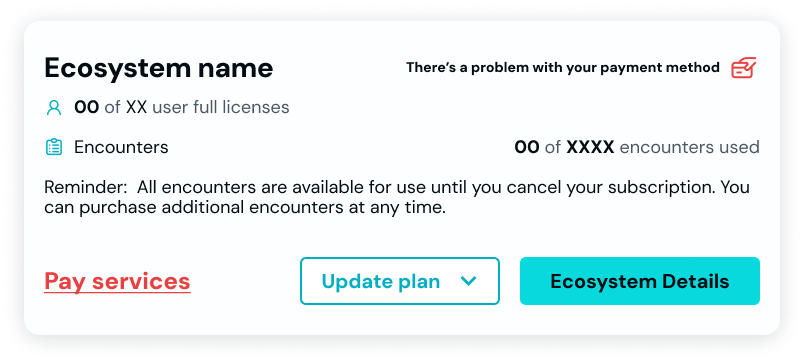 Ecosystem name
There's a problem with your payment method
00 of XX user full licenses
Encounters
00 of XXXX encounters used
Reminder:  All encounters are available for use until you cancel your subscription. You
can purchase additional encounters at any time.
Pay services
Update plan
Ecosystem Details